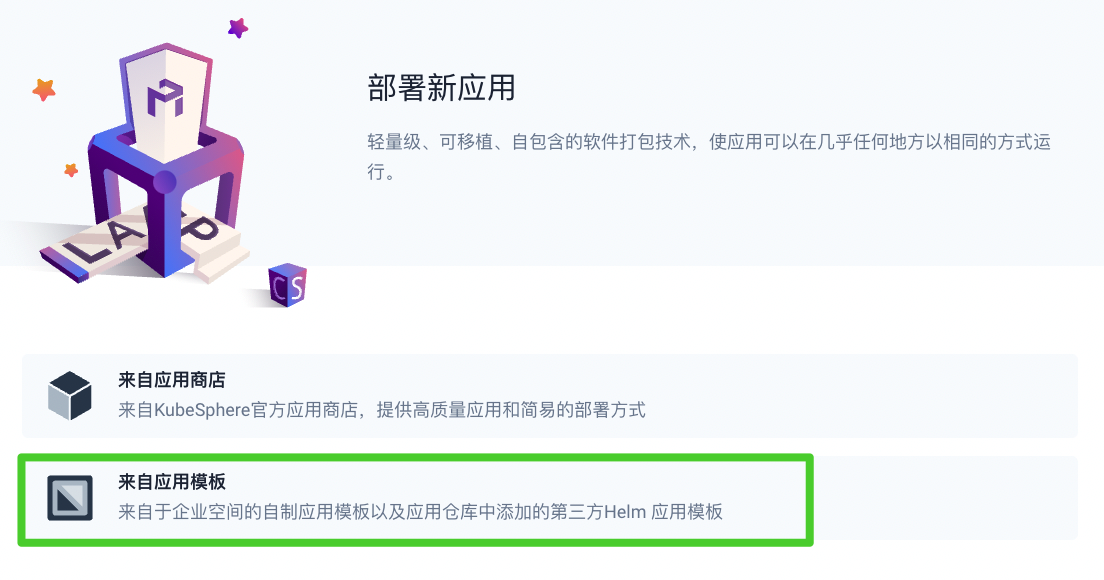 部署新应用
轻量级、可移植、自包含的软件打包技术，使应用可以在几乎任何地方以相同的方式运
行。
LAMP
CS
来自应用商店
来自KubeSphere官方应用商店，提供高质量应用和简易的部署方式
来自应用模板
来自于企业空间的自制应用模板以及应用仓库中添加的第三方Helm 应用模板